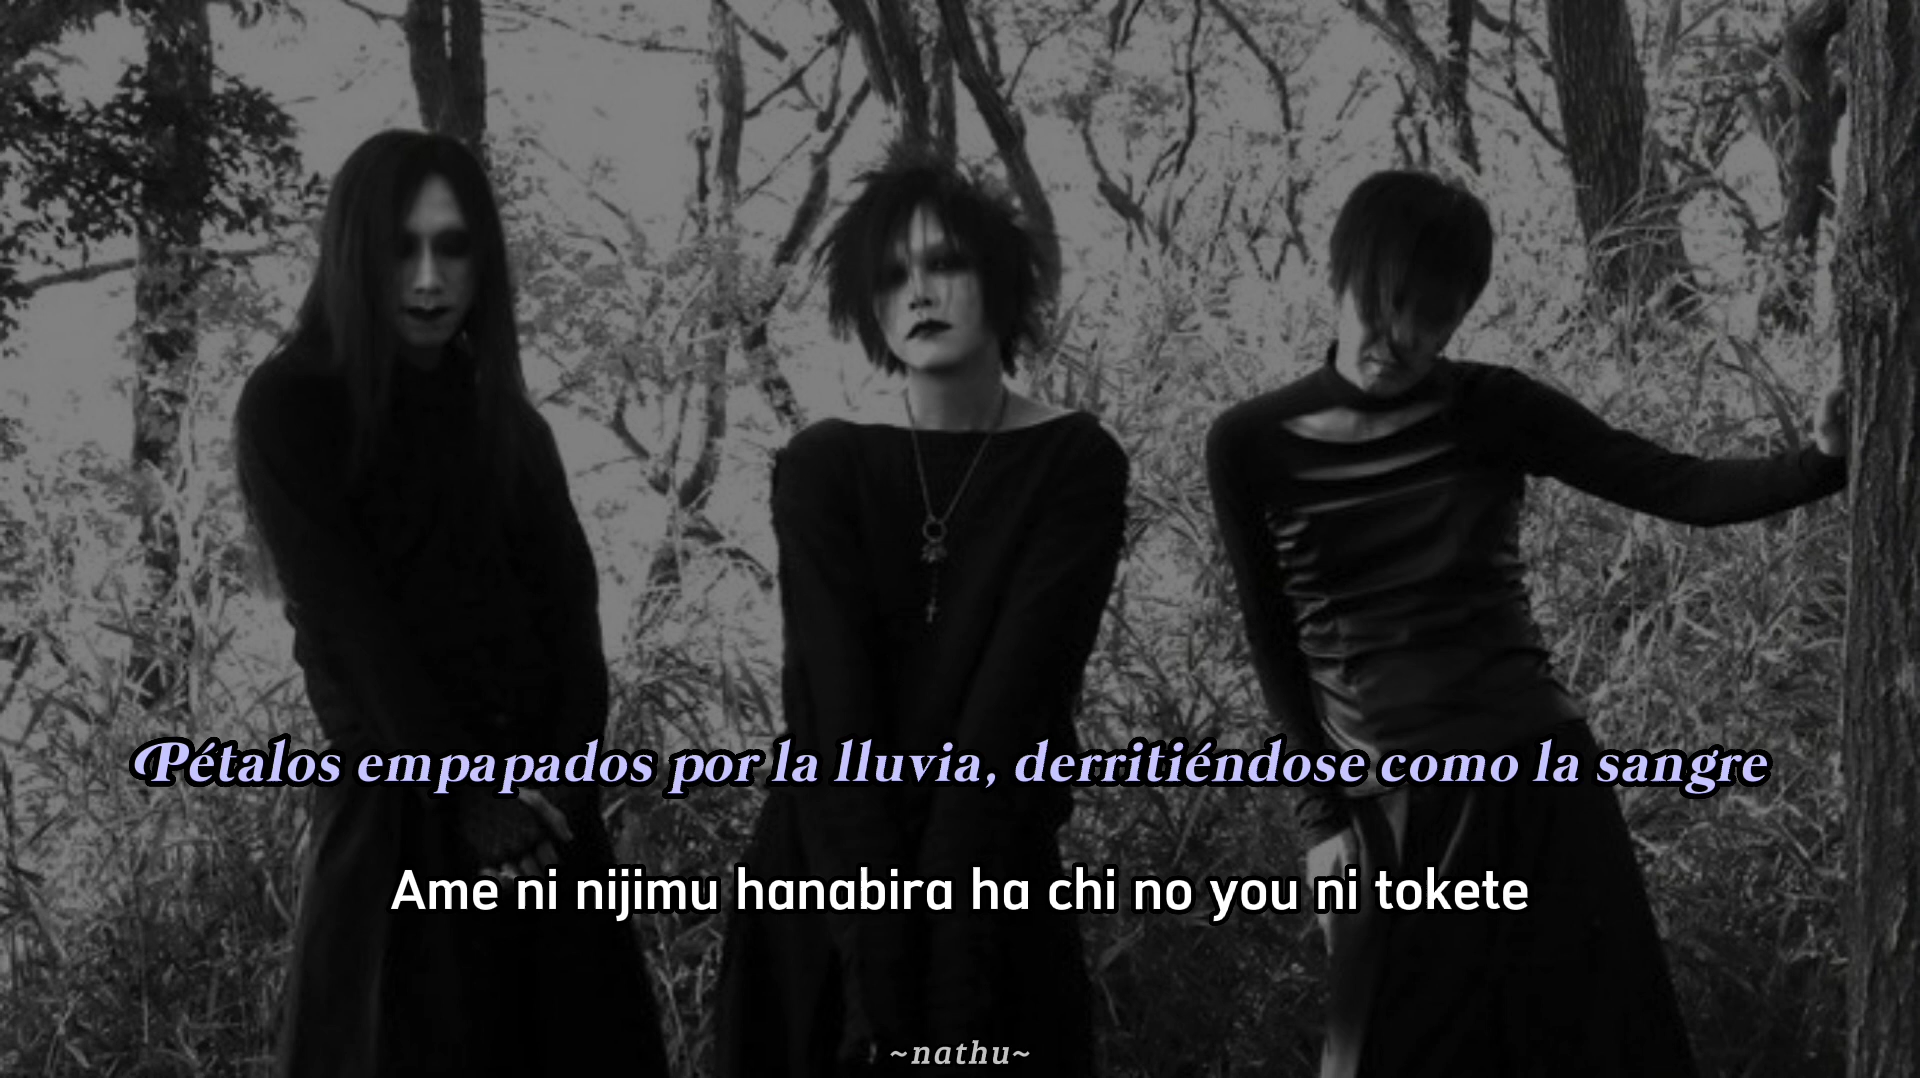 Pétalos empapados por la lluvia, derritiéndose como la sangre
Ame ni nijimu hanabira ha chi no you ni tokete
~nathu~